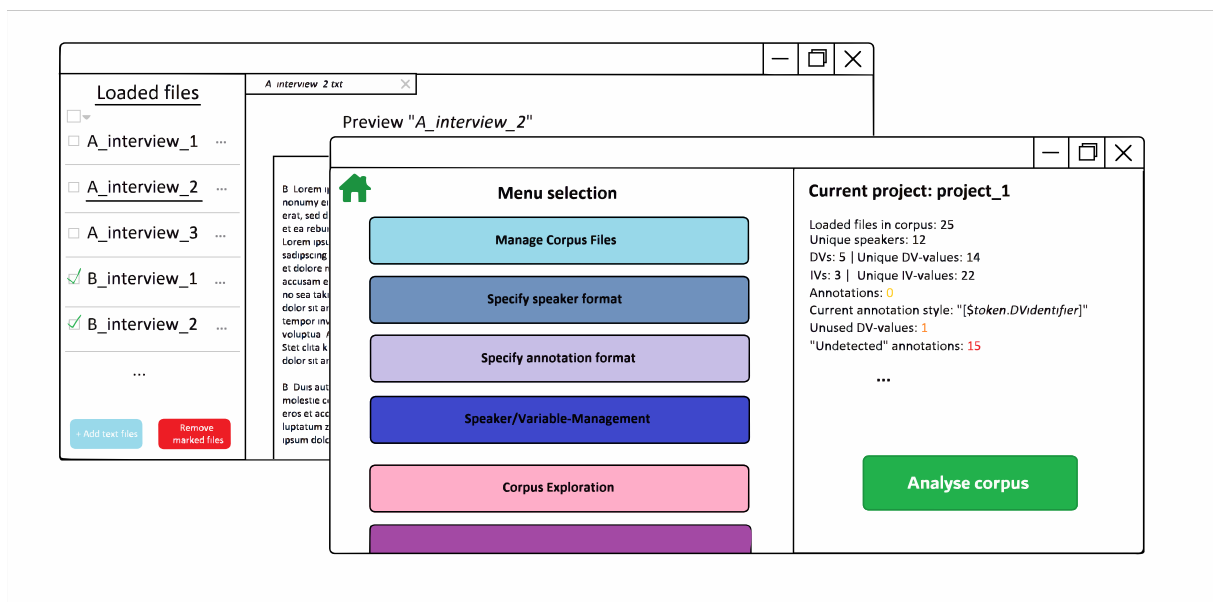 Loaded files
A_interview_1 ...
A_interview_2 ...
A_interview_3 ...
B_interview_1 ...
B_interview_2 ...
...
+ Add text files
Remove
marked files
A_interview_2 txt
Preview "A_interview_2"
B Lorem
nonumy
erat, sed d
et ea rebu
Lorem ipsu
sadipscing
et dolore
accusam e
no sea tak
dolor sit a
tempor inv
voluptua
Stet clita k
dolor sit a
B Duis aut
molestie c
eros et acc
luptatum z
ipsum dolo
Menu selection
Manage Corpus Files
Specify speaker format
Specify annotation format
Speaker/Variable-Management
Corpus Exploration
Current project: project_1
Loaded files in corpus: 25
Unique speakers: 12
DVs: 5 | Unique DV-values: 14
IVs: 3 | Unique IV-values: 22
Annotations: 0
Current annotation style: "[$token.DVidentifier]"
Unused DV-values: 1
"Undetected" annotations: 15
...
Analyse corpus